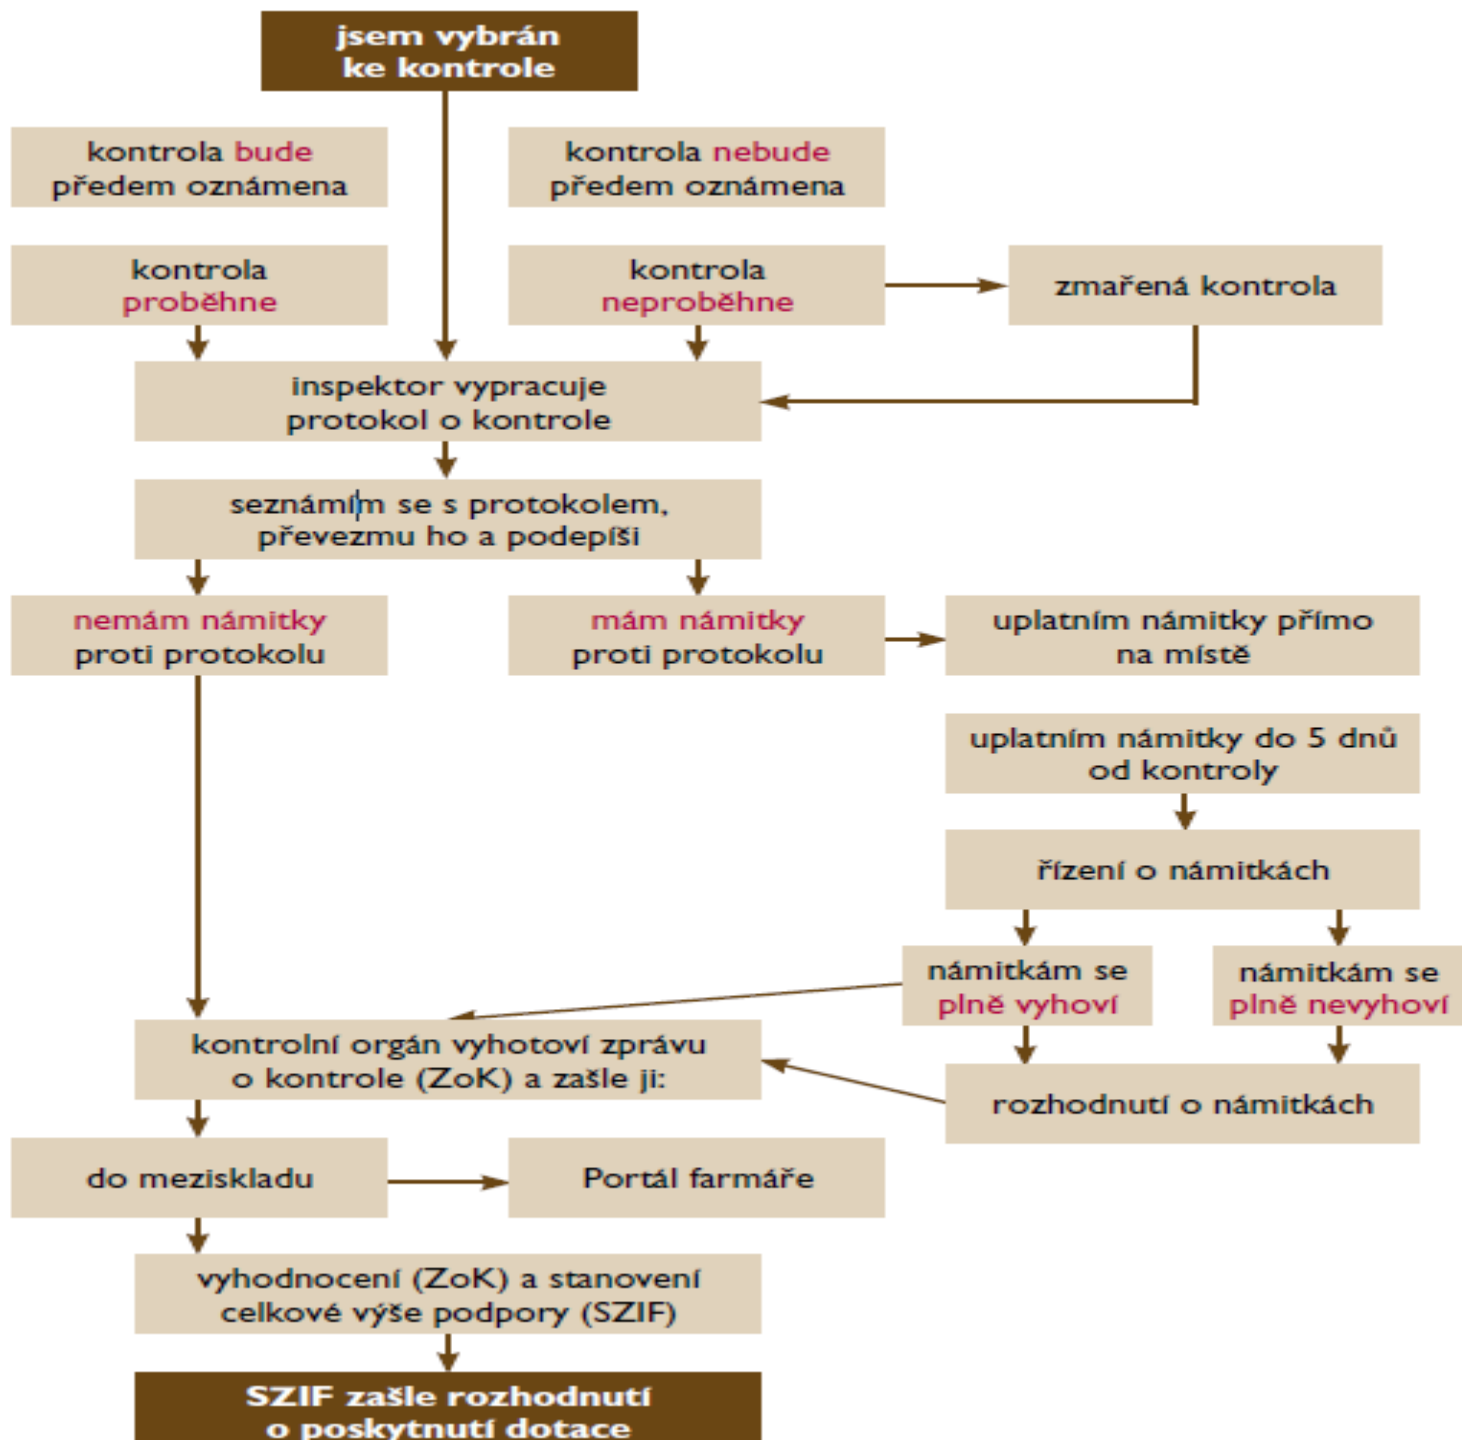 jsem vybrán
ke kontrole
kontrola bude
předem oznámena
kontrola nebude
předem oznámena
kontrola
proběhne
kontrola
neproběhne
zmařená kontrola
inspektor vypracuje
protokol o kontrole
seznámím se s protokolem,
převezmu ho a podepíši
nemám námitky
proti protokolu
mám námitky
proti protokolu
uplatním námitky přímo
na místě
uplatním námitky do 5 dnů
od kontroly
řízení o námitkách
námitkám se
plně vyhoví
námitkám se
plně nevyhoví
kontrolní orgán vyhotoví zprávu
o kontrole (ZoK) a zašle ji:
rozhodnutí o námitkách
do meziskladu
Portál farmáře
vyhodnocení (ZoK) a stanovení
celkové výše podpory (SZIF)
SZIF zašle rozhodnutí
o poskytnutí dotace